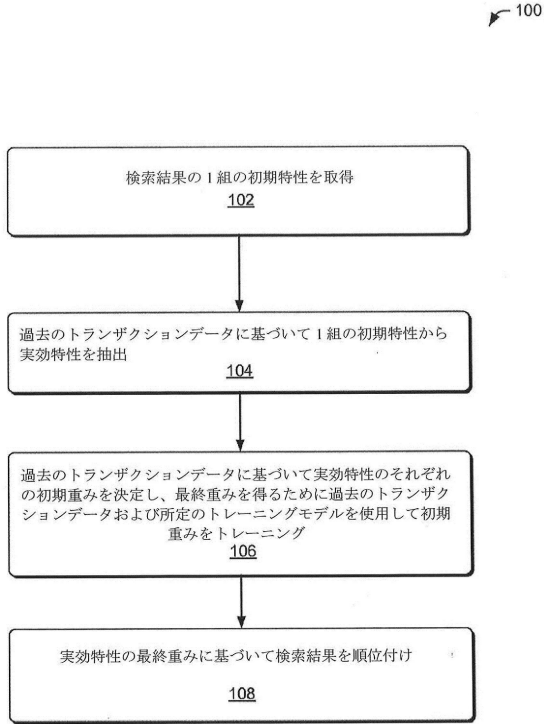 100
検索結果の1組の初期特性を取得
102
過去のトランザクションデータに基づいて1組の初期特性から
実効特性を抽出
104
過去のトランザクションデータに基づいて実効特性のそれぞれ
の初期重みを決定し、最終重みを得るために過去のトランザク
ションデータおよび所定のトレーニングモデルを使用して初期
重みをトレーニング
106
実効特性の最終重みに基づいて検索結果を順位付け
108